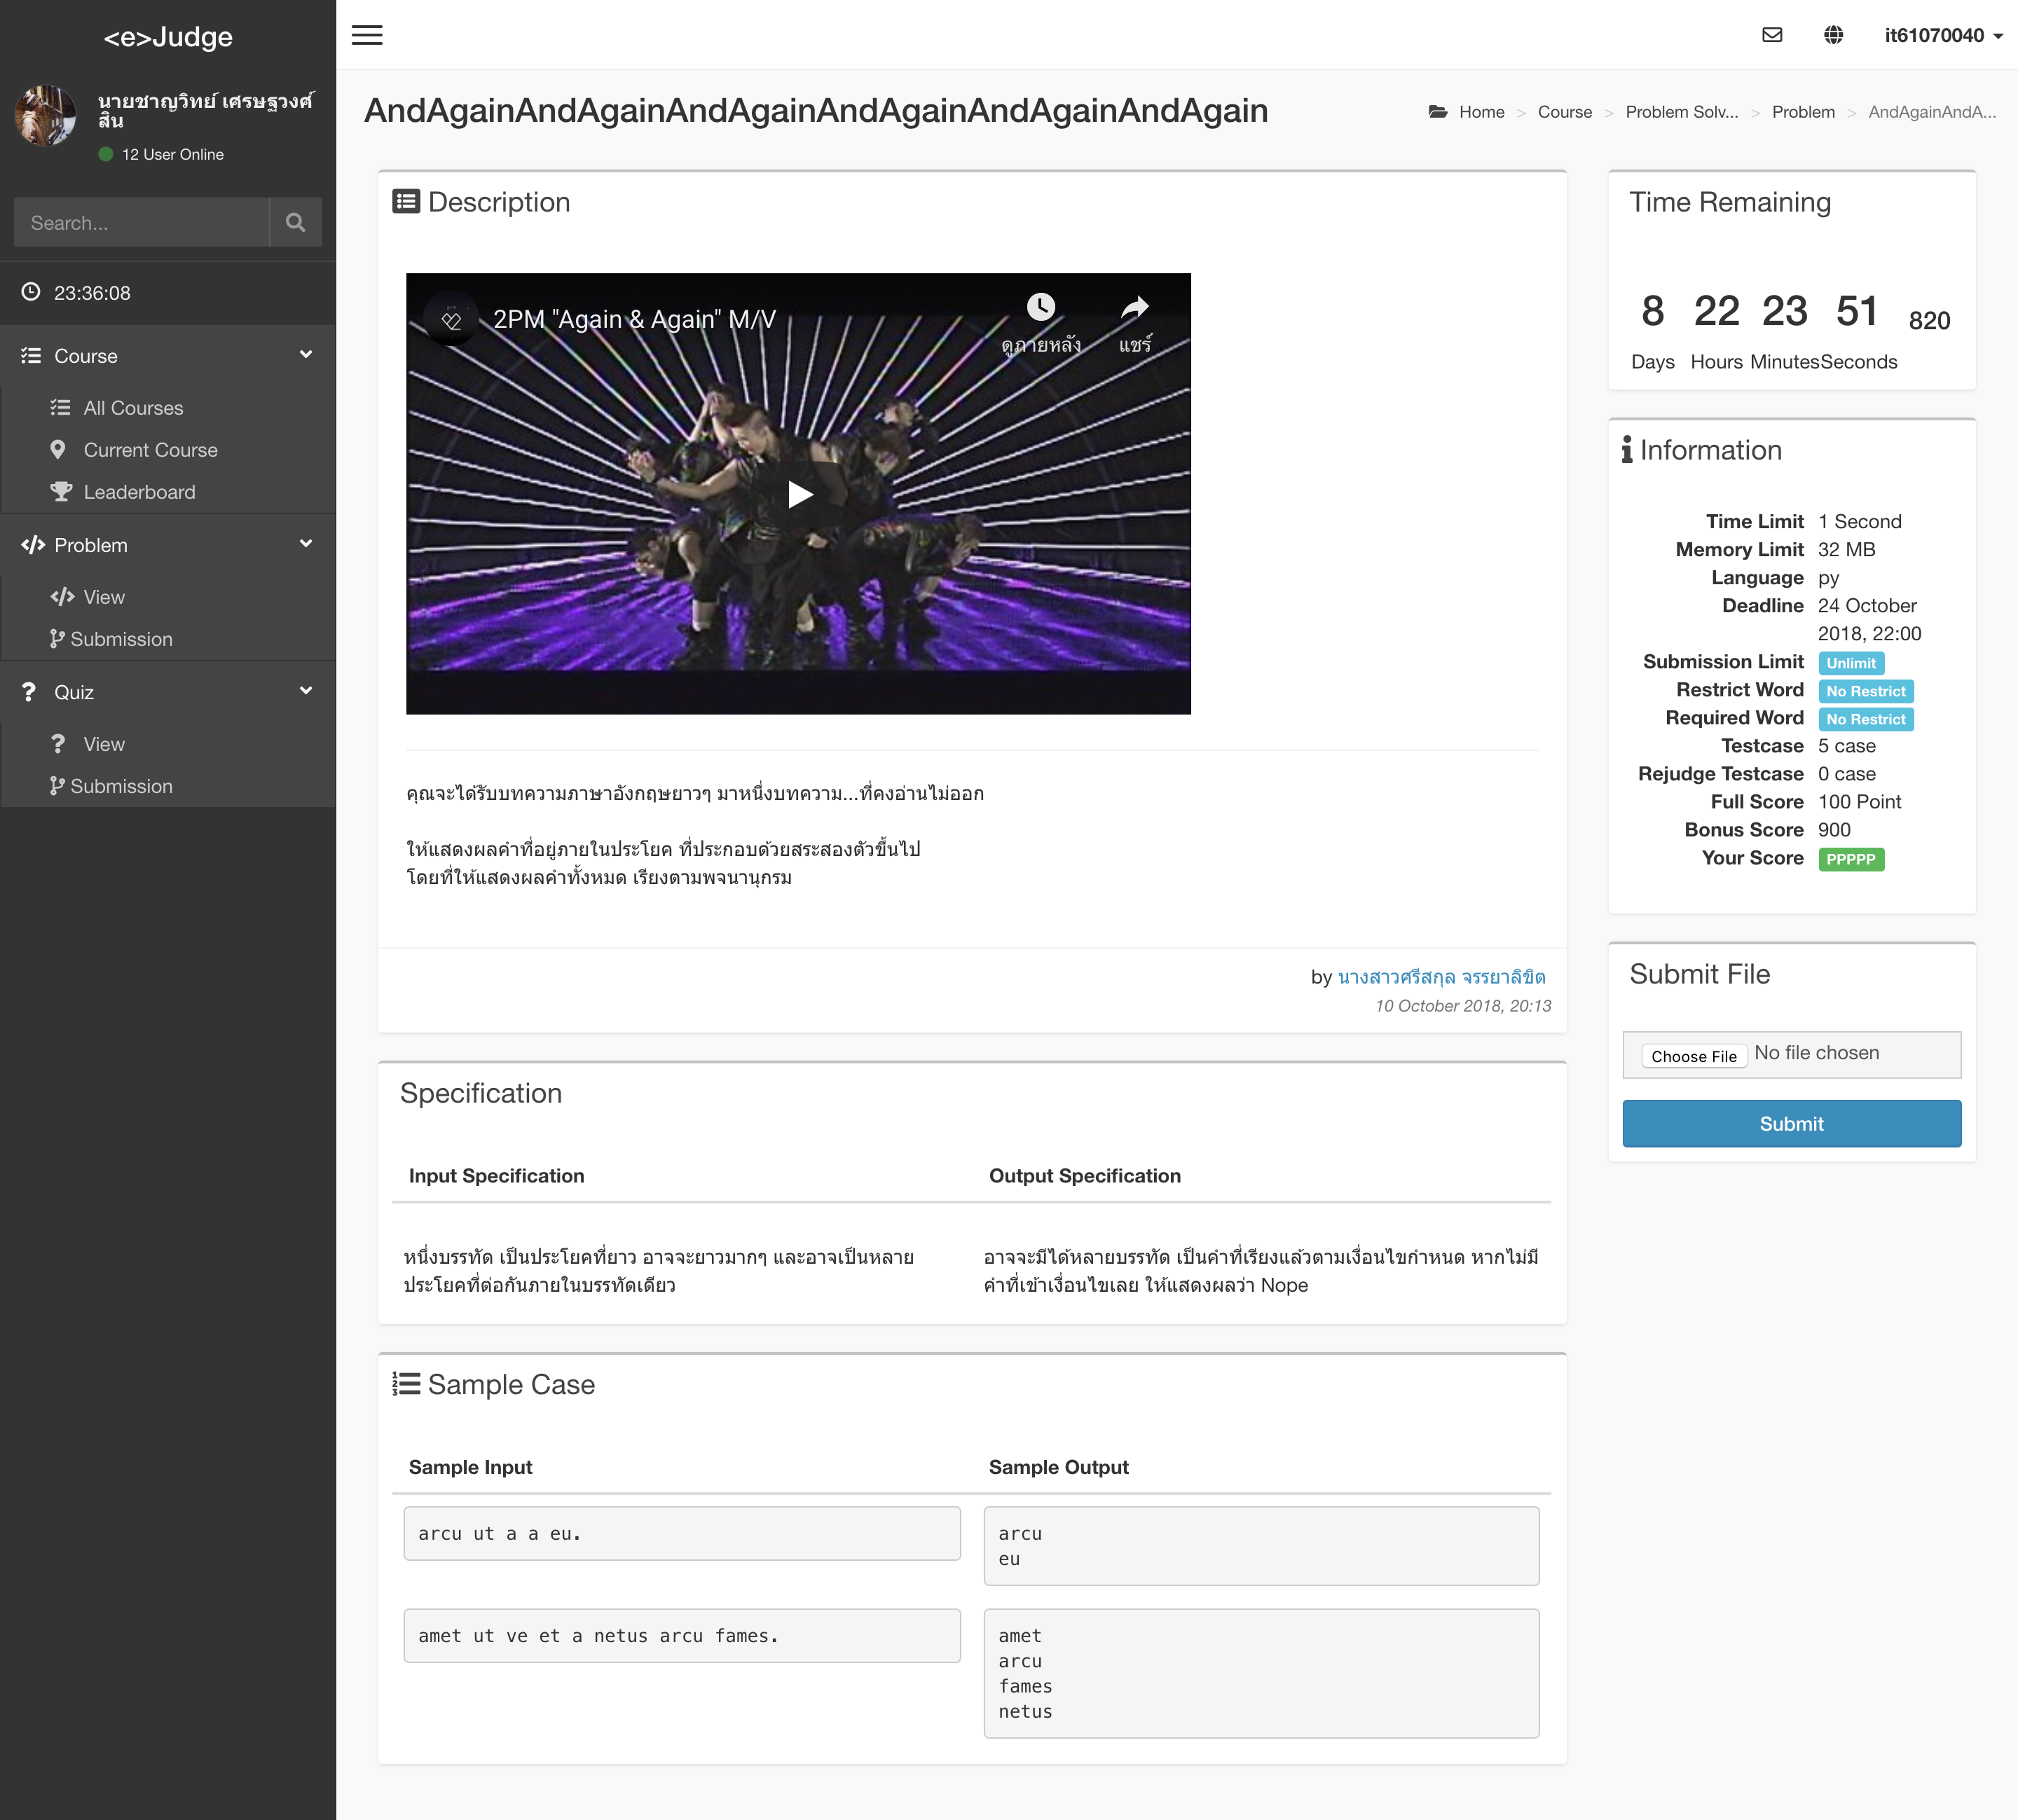 <e>Judge
นายชาญวิทย์ เศรษฐวงศ์
สิน
12 User Online
Search...
23:36:08
Course
All Courses
Current Course
Leaderboard
Problem
View
Submission
Quiz
View
Submission
it61070040
AndAgainAndAgainAndAgainAndAgainAndAgainAndAgain
Home > Course > Problem Solv... > Problem > AndAgainAndA...
Description
2PM "Again & Again" M/V
ดูภายหลัง
แชร์
คุณจะได้รับบทความภาษาอังกฤษยาวๆ มาหนึ่งบทความ...ที่คงอ่านไม่ออก
ให้แสดงผลคำที่อยู่ภายในประโยค ที่ประกอบด้วยสระสองตัวขึ้นไป
โดยที่ให้แสดงผลคำทั้งหมด เรียงตามพจนานุกรม
by นางสาวศรีสกุล จรรยาลิขิต
10 October 2018, 20:13
Specification
Input Specification
Output Specification
หนึ่งบรรทัด เป็นประโยคที่ยาว อาจจะยาวมากๆ และอาจเป็นหลาย
ประโยคที่ต่อกันภายในบรรทัดเดียว
อาจจะมีได้หลายบรรทัด เป็นคำที่เรียงแล้วตามเงื่อนไขกำหนด หากไม่มี
คำที่เข้าเงื่อนไขเลย ให้แสดงผลว่า Nope
Sample Case
Sample Input
Sample Output
arcu ut a a eu.
arcu
eu
amet ut ve et a netus arcu fames.
amet
arcu
fames
netus
Time Remaining
8 22 23 51 820
Days Hours Minutes Seconds
Information
Time Limit 1 Second
Memory Limit 32 MB
Language py
Deadline 24 October
2018, 22:00
Submission Limit Unlimit
Restrict Word No Restrict
Required Word No Restrict
Testcase 5 case
Rejudge Testcase 0 case
Full Score 100 Point
Bonus Score 900
Your Score PPPPP
Submit File
Choose File No file chosen
Submit